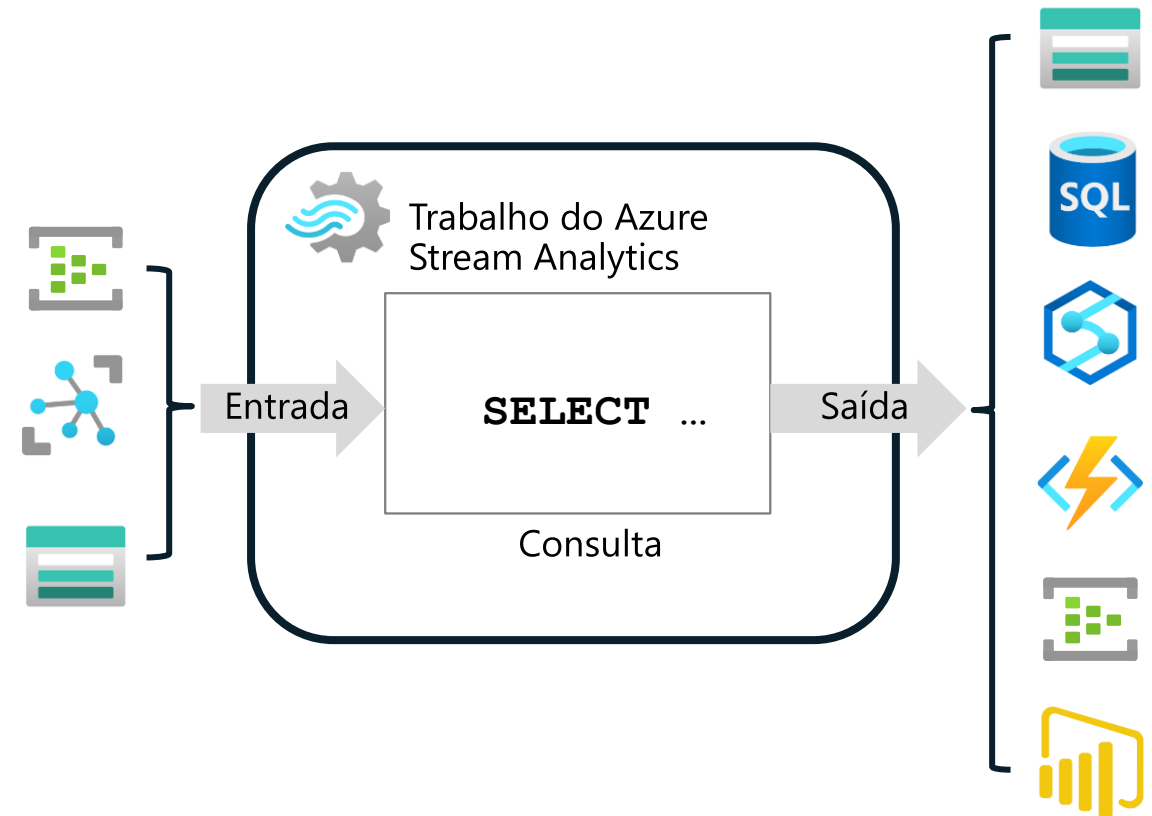 SQL
Trabalho do Azure
Stream Analytics
Entrada
SELECT …
Saída
Consulta